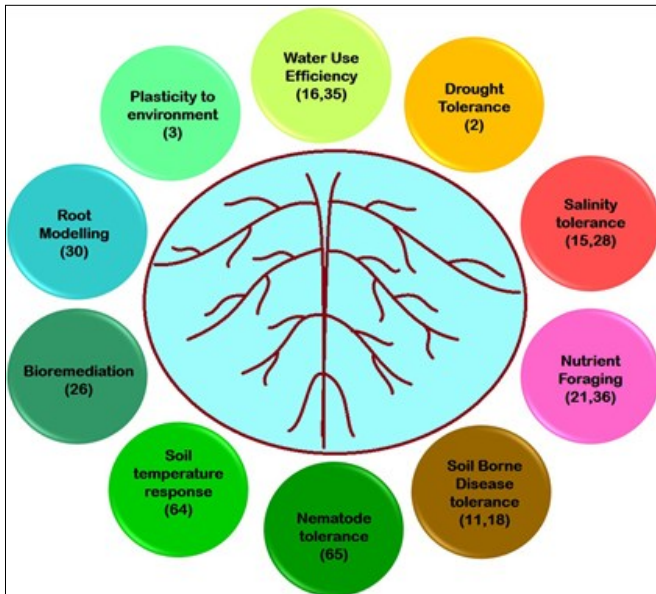 Water Use
Efficiency
(16,35)
Drought
Tolerance
(2)
Salinity
tolerance
(15,28)
Nutrient
Foraging
(21,36)
Soil Borne
Disease
tolerance
(11,18)
Nematode
tolerance
(65)
Soil
temperature
response
(64)
Bioremediation
(26)
Root
Modelling
(30)
Plasticity to
environment
(3)